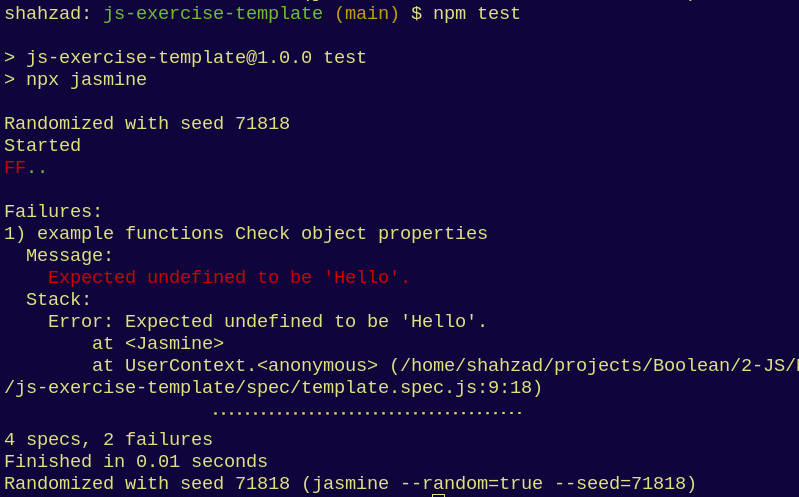 shahzad: js-exercise-template (main) $ npm test
> js-exercise-template@1.0.0 test
> npx jasmine
Randomized with seed 71818
Started
FF..
Failures:
1) example functions Check object properties
Message:
Expected undefined to be 'Hello'.
Stack:
Error: Expected undefined to be 'Hello'.
at <Jasmine>
at UserContext.<anonymous> (/home/shahzad/projects/Boolean/2-JS/
/js-exercise-template/spec/template.spec.js:9:18)
.......................................
4 specs, 2 failures
Finished in 0.01 seconds
Randomized with seed 71818 (jasmine --random=true --seed=71818)